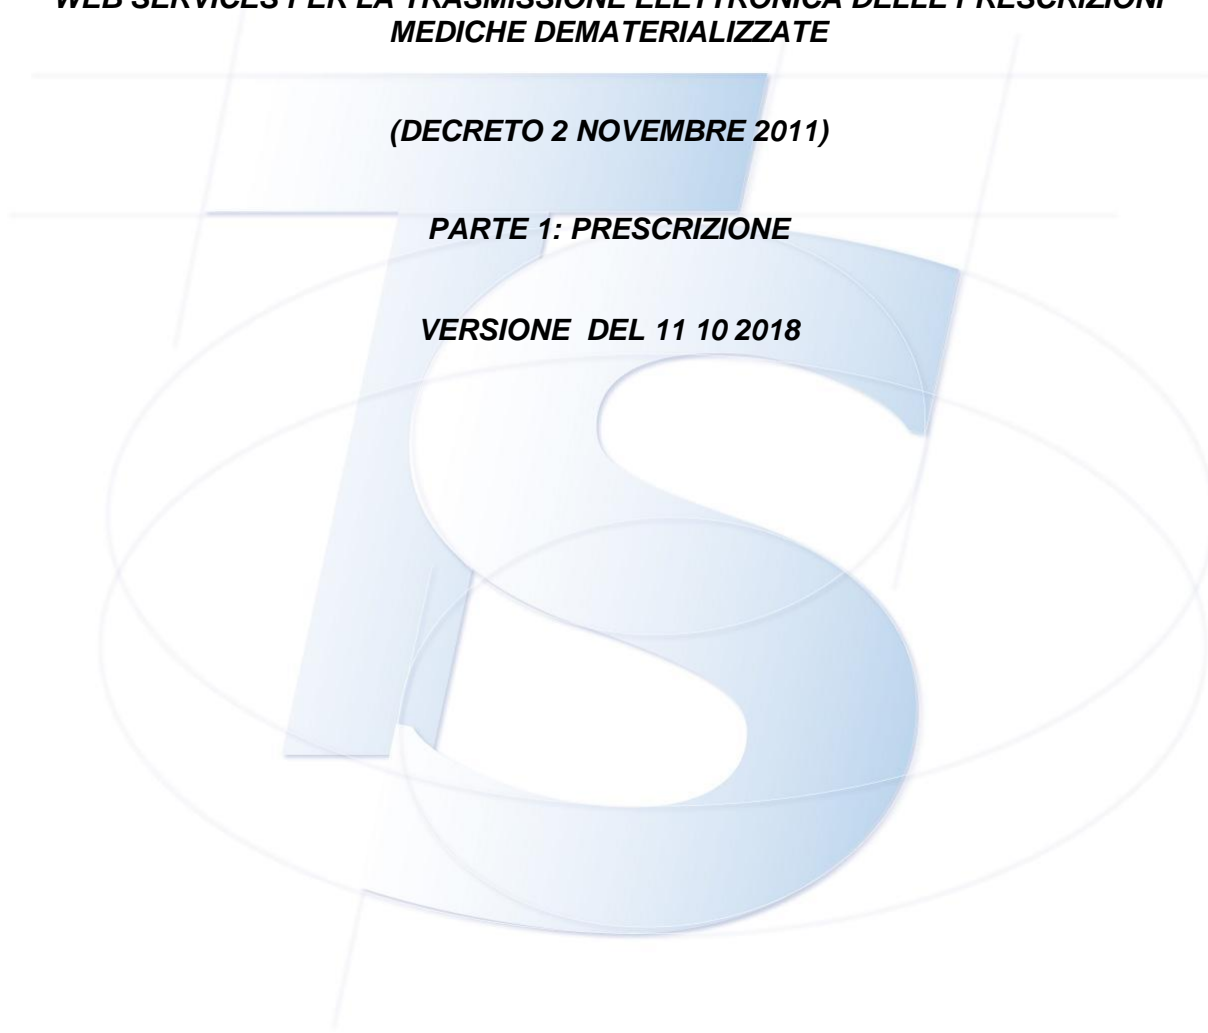 WEB SERVICES PER LA TRASMISSIONE ELETTRONICA DELLE PRESCRIZIONI
MEDICHE DEMATERIALIZZATE
(DECRETO 2 NOVEMBRE 2011)
PARTE 1: PRESCRIZIONE
VERSIONE DEL 11 10 2018
TS